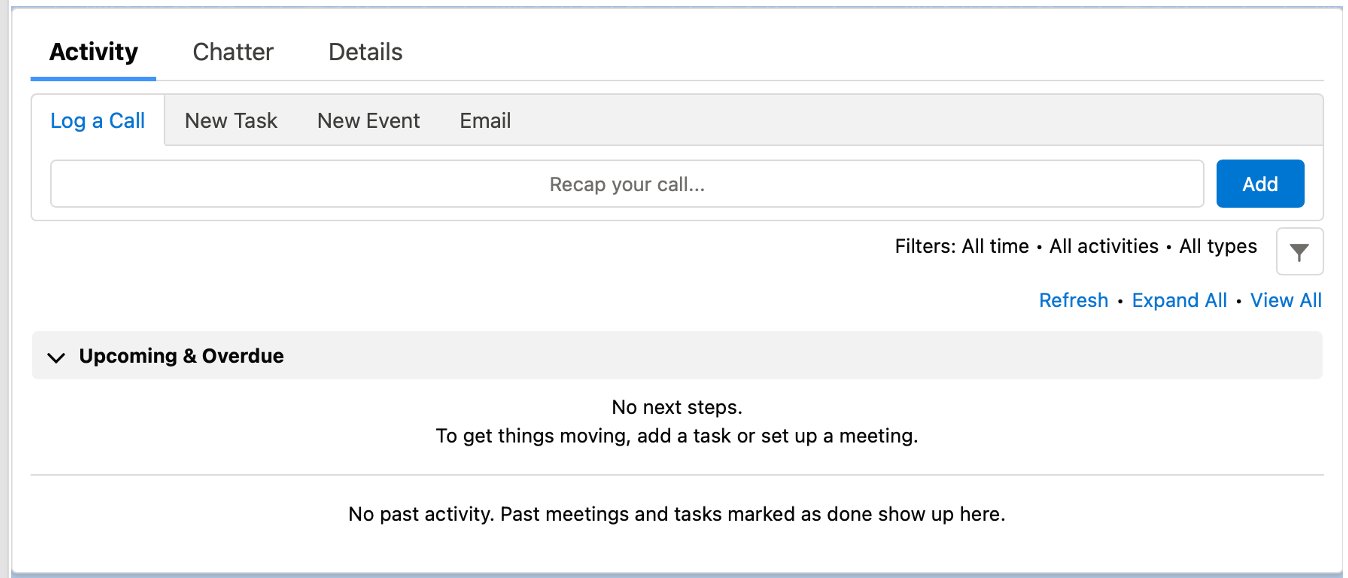 Activity Chatter Details
Log a Call New Task New Event Email
Recap your call... Add
Filters: All time • All activities • All types
Refresh • Expand All • View All
Upcoming & Overdue
No next steps.
To get things moving, add a task or set up a meeting.
No past activity. Past meetings and tasks marked as done show up here.